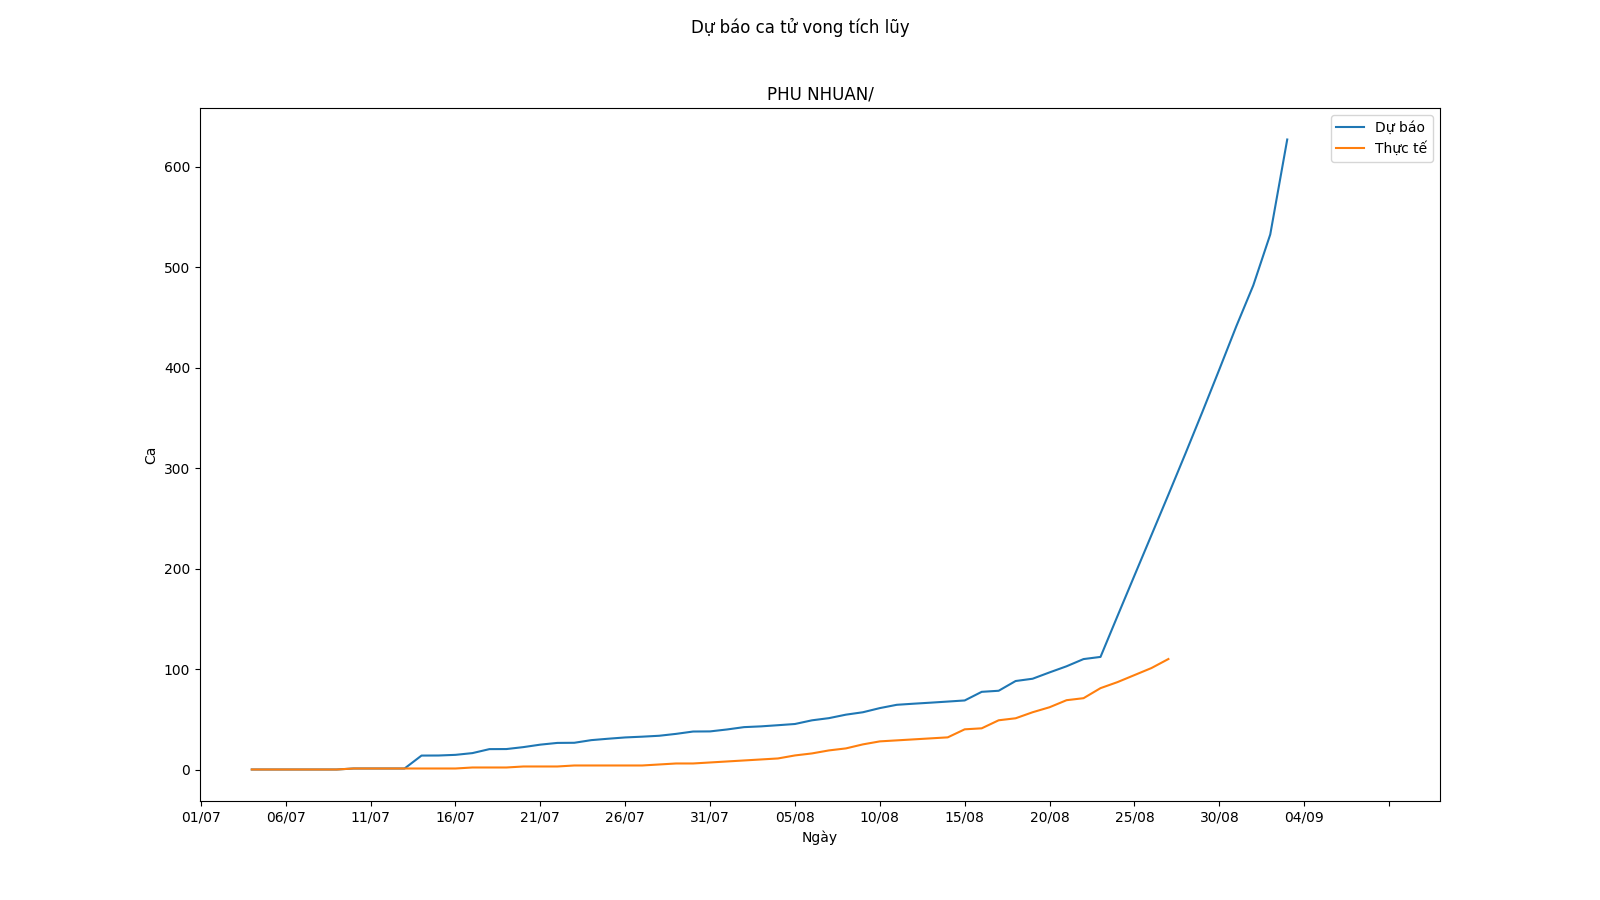 Dự báo ca tử vong tích lũy
PHU NHUAN/
Dự báo
Thực tế
600
500
400
300
200
100
0
Ca
01/07 06/07 11/07 16/07 21/07 26/07 31/07 05/08 10/08 15/08 20/08 25/08 30/08 04/09
Ngày